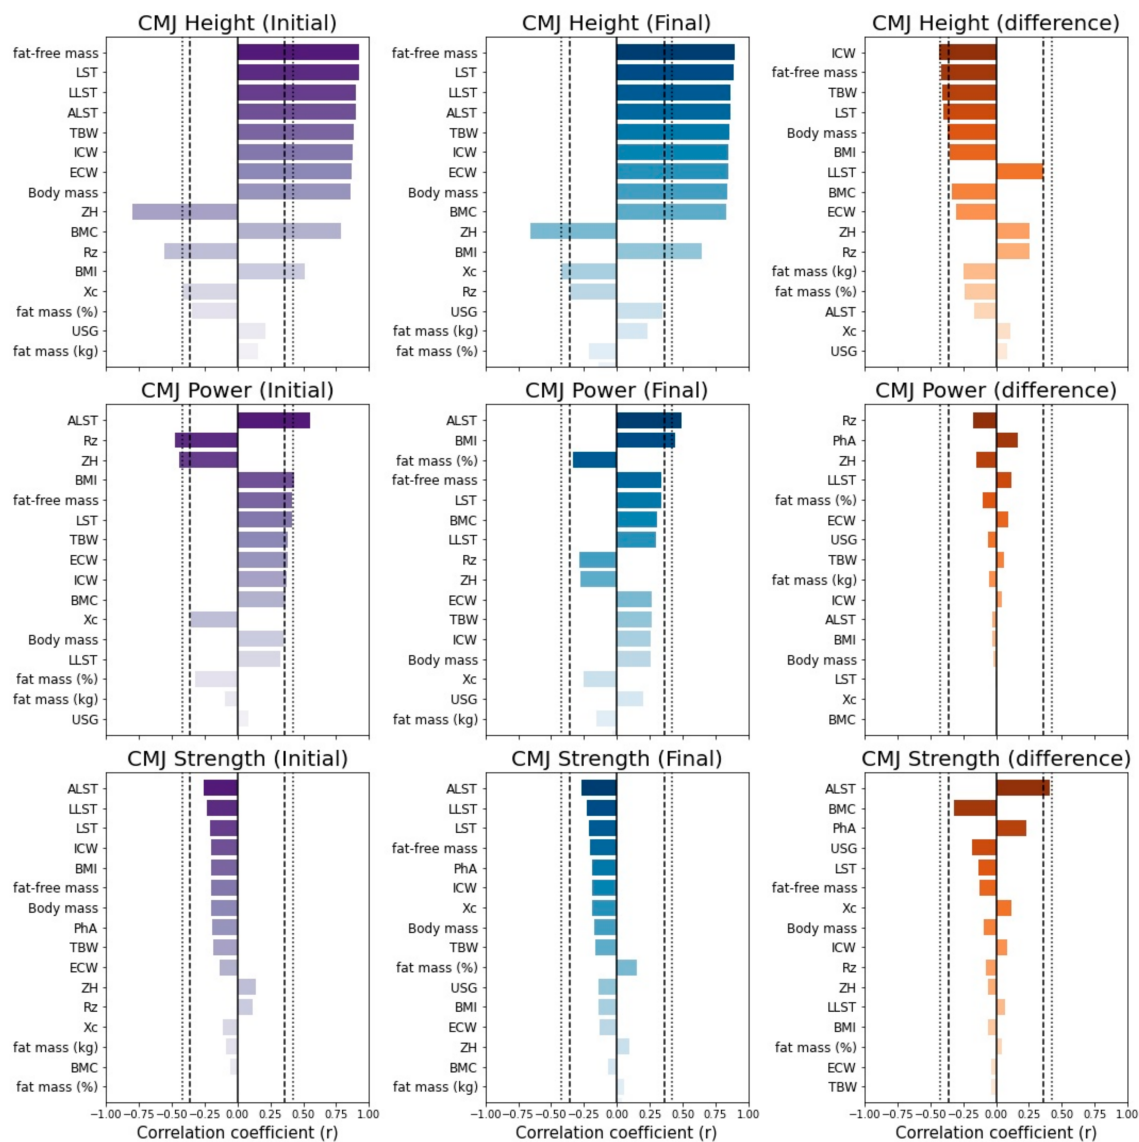 CMJ Height (Initial)
fat-free mass
LST
LLST
ALST
TBW
ICW
ECW
Body mass
ZH
BMC
Rz
BMI
Xc
fat mass (%)
USG
fat mass (kg)
CMJ Height (Final)
fat-free mass
LST
LLST
ALST
TBW
ICW
ECW
Body mass
BMC
ZH
BMI
Xc
Rz
USG
fat mass (kg)
fat mass (%)
CMJ Height (difference)
ICW
fat-free mass
TBW
LST
Body mass
BMI
LLST
BMC
ECW
ZH
Rz
fat mass (kg)
fat mass (%)
ALST
Xc
USG
CMJ Power (Initial)
ALST
Rz
ZH
BMI
fat-free mass
LST
TBW
ECW
ICW
BMC
Xc
Body mass
LLST
fat mass (%)
fat mass (kg)
USG
CMJ Power (Final)
ALST
BMI
fat mass (%)
fat-free mass
LST
BMC
LLST
Rz
ZH
ECW
TBW
ICW
Body mass
Xc
USG
fat mass (kg)
CMJ Power (difference)
Rz
PhA
ZH
LLST
fat mass (%)
ECW
USG
TBW
fat mass (kg)
ICW
ALST
BMI
Body mass
LST
Xc
BMC
CMJ Strength (Initial)
ALST
LLST
LST
ICW
BMI
fat-free mass
Body mass
PhA
TBW
ECW
ZH
Rz
Xc
fat mass (kg)
BMC
fat mass (%)
−1.00 −0.75 −0.50 −0.25 0.00 0.25 0.50 0.75 1.00
Correlation coefficient (r)
CMJ Strength (Final)
ALST
LLST
LST
fat-free mass
PhA
ICW
Xc
Body mass
TBW
fat mass (%)
USG
BMI
ECW
ZH
BMC
fat mass (kg)
−1.00 −0.75 −0.50 −0.25 0.00 0.25 0.50 0.75 1.00
Correlation coefficient (r)
CMJ Strength (difference)
ALST
BMC
PhA
USG
LST
fat-free mass
Xc
Body mass
ICW
Rz
ZH
LLST
BMI
fat mass (%)
ECW
TBW
−1.00 −0.75 −0.50 −0.25 0.00 0.25 0.50 0.75 1.00
Correlation coefficient (r)